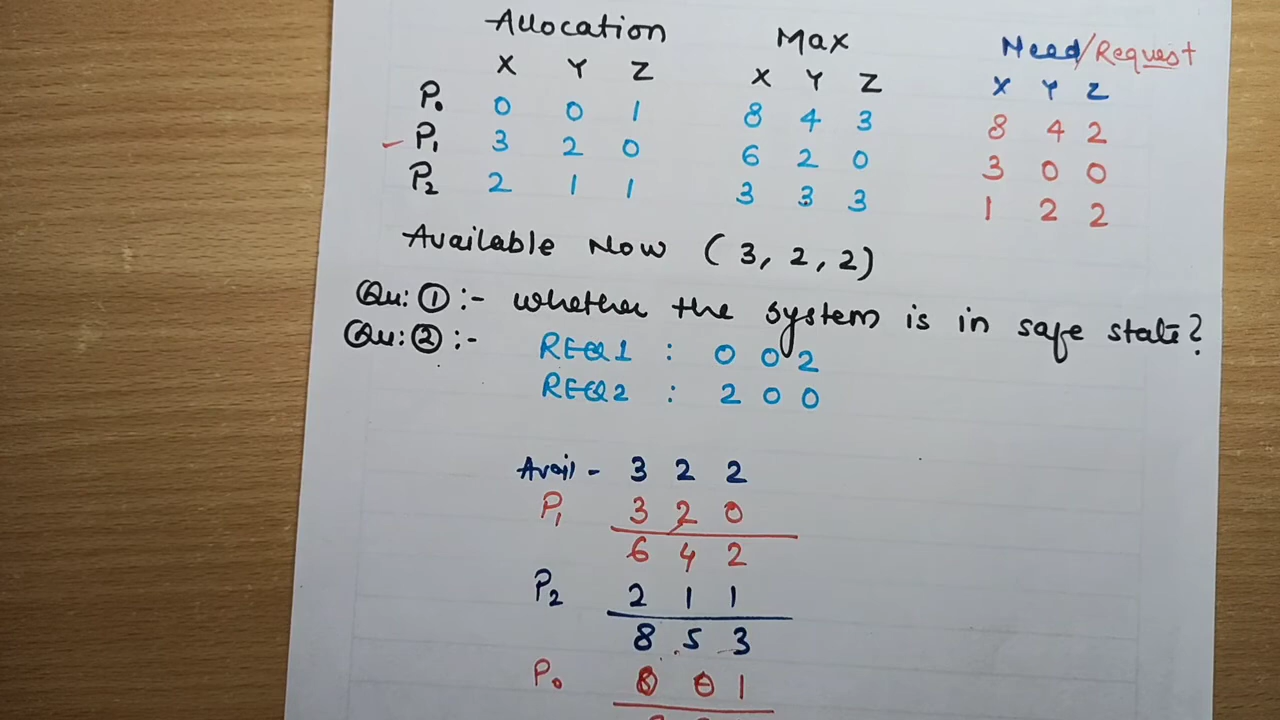 Allocation Max Need/Request
X Y Z X Y Z X Y Z
P0 0 0 1 8 4 3 8 4 2
P1 3 2 0 6 2 0 3 0 0
P2 2 1 1 3 3 3 1 2 2
Available Now (3, 2, 2)
Qu: ① :- whether the system is in safe state?
Qu: ② :- REQ1 : 0 0 2
REQ2 : 2 0 0
Avail - 3 2 2
P1 3 2 0
6 4 2
P2 2 1 1
8 5 3
P0 0 0 1